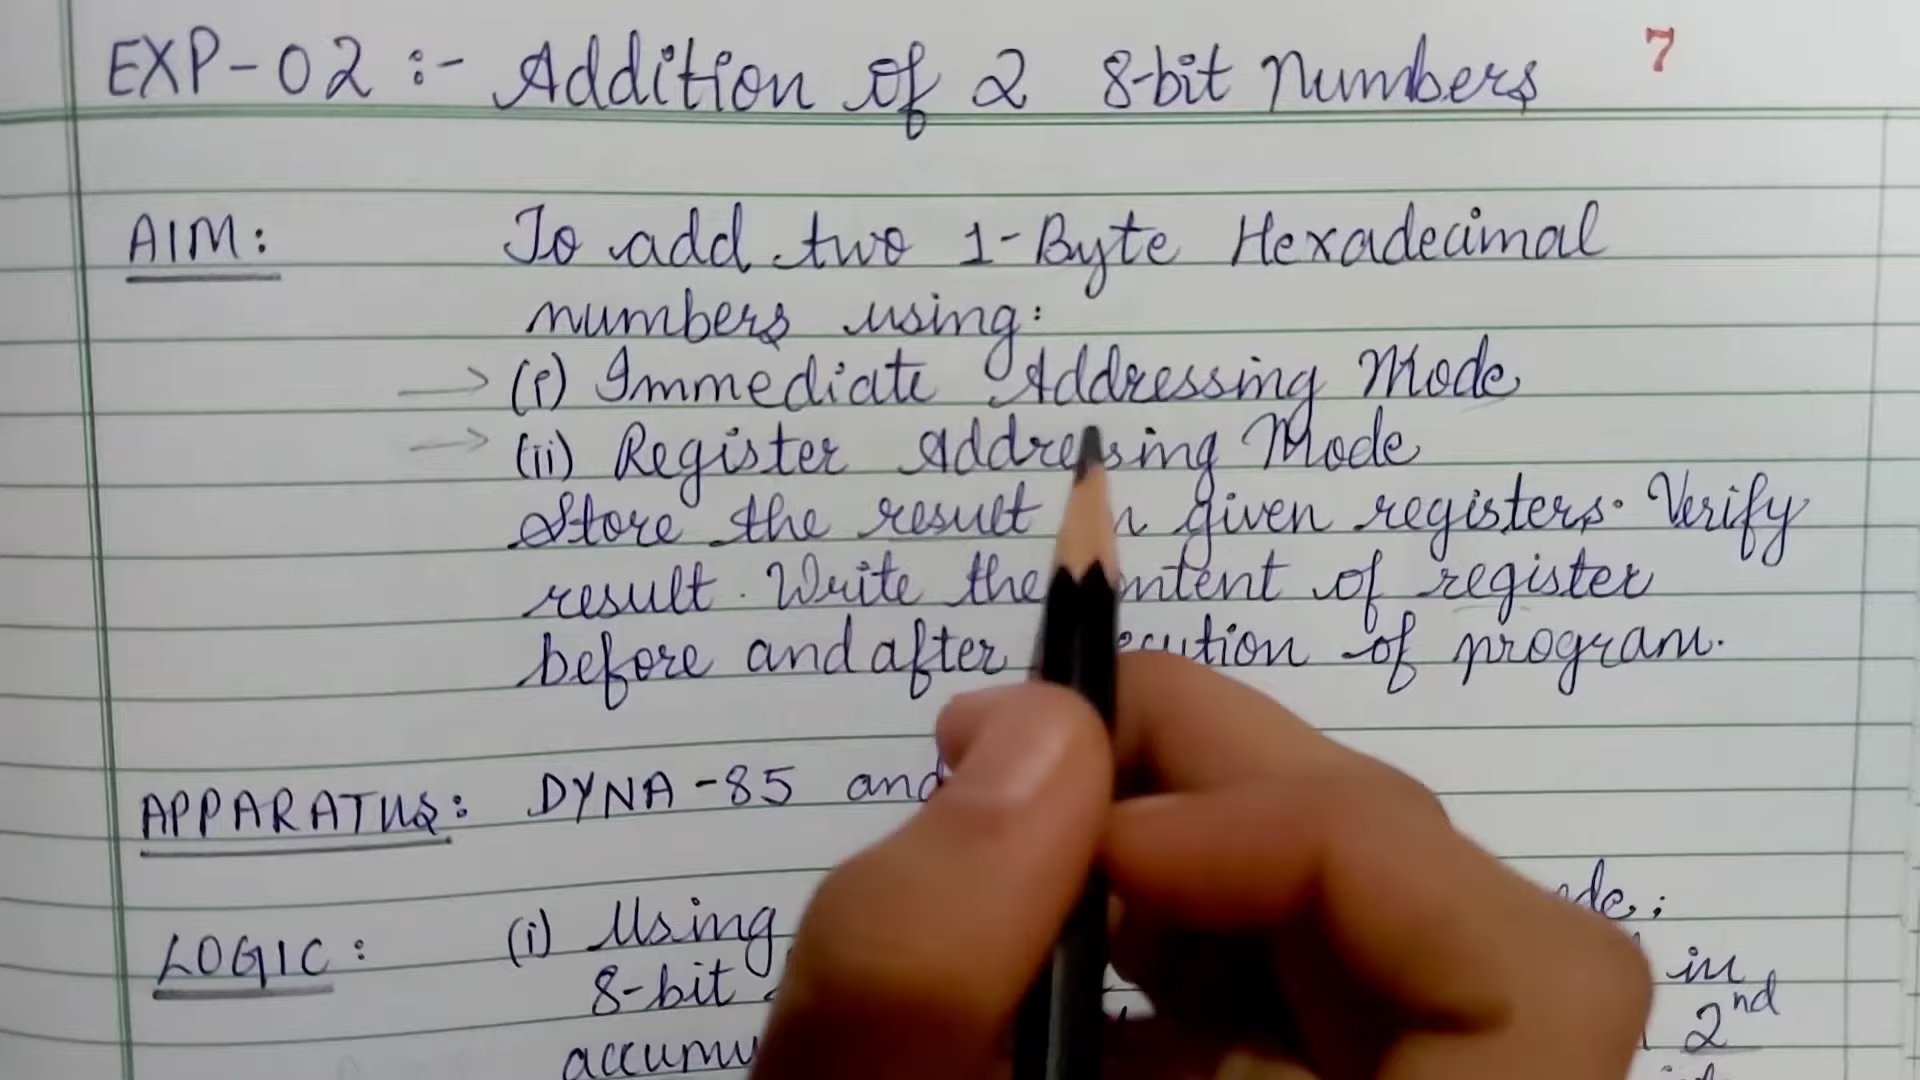 EXP-02 :- Addition of 2 8-bit Numbers 7
AIM: To add two 1-Byte Hexadecimal
numbers using:
→ (i) Immediate Addressing Mode
→ (ii) Register Addressing Mode
Store the result given registers. Verify
result. Write the of register
before and after of program.
APPARATUS: DYNA-85 and
LOGIC: (i) Using
8-bit in
2nd